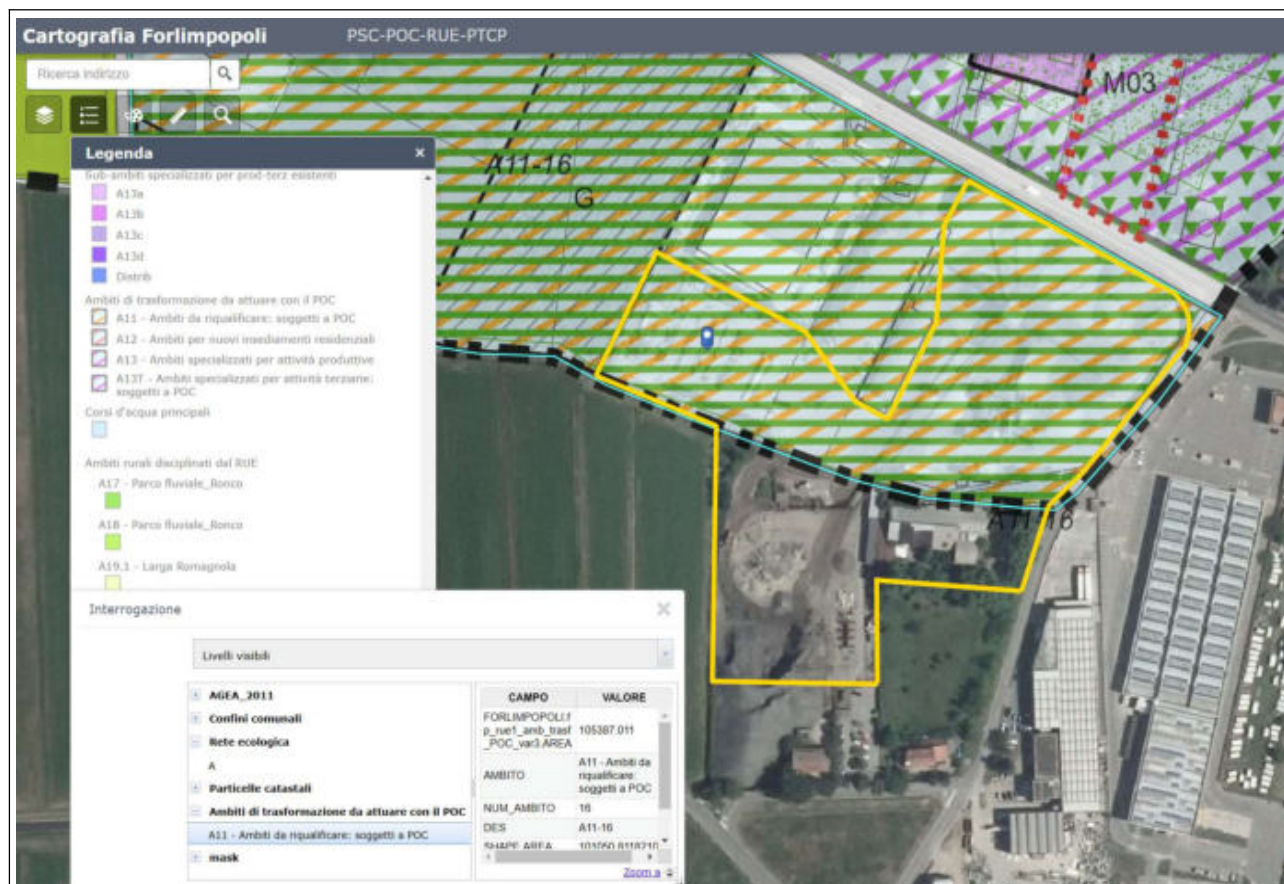 Cartografia Forlimpopoli PSC-POC-RUE-PTCP
Ricerca indirizzo
M03
A11-16
G
Legenda ×
Sub-ambiti specializzati per prod-terz esistenti
A13a
A13b
A13c
A13d
Distrib
Ambiti di trasformazione da attuare con il POC
A11 - Ambiti da riqualificare: soggetti a POC
A12 - Ambiti per nuovi insediamenti residenziali
A13 - Ambiti specializzati per attività produttive
A13T - Ambiti specializzati per attività terziarie:
soggetti a POC
Corsi d'acqua principali
Ambiti rurali disciplinati dal RUE
A17 - Parco fluviale_Ronco
A18 - Parco fluviale_Ronco
A19.1 - Larga Romagnola
A11-16
Interrogazione ×
Livelli visibili
AGEA_2011
Confini comunali
Rete ecologica
A
Particelle catastali
Ambiti di trasformazione da attuare con il POC
A11 - Ambiti da riqualificare: soggetti a POC
mask
CAMPO VALORE
FORLIMPOPOLI.f
p_rue1_amb_trasf 105387.011
_POC_var3.AREA
AMBITO A11 - Ambiti da
riqualificare:
soggetti a POC
NUM_AMBITO 16
DES A11-16
SHAPE.AREA 101050.8118210
Zoom a